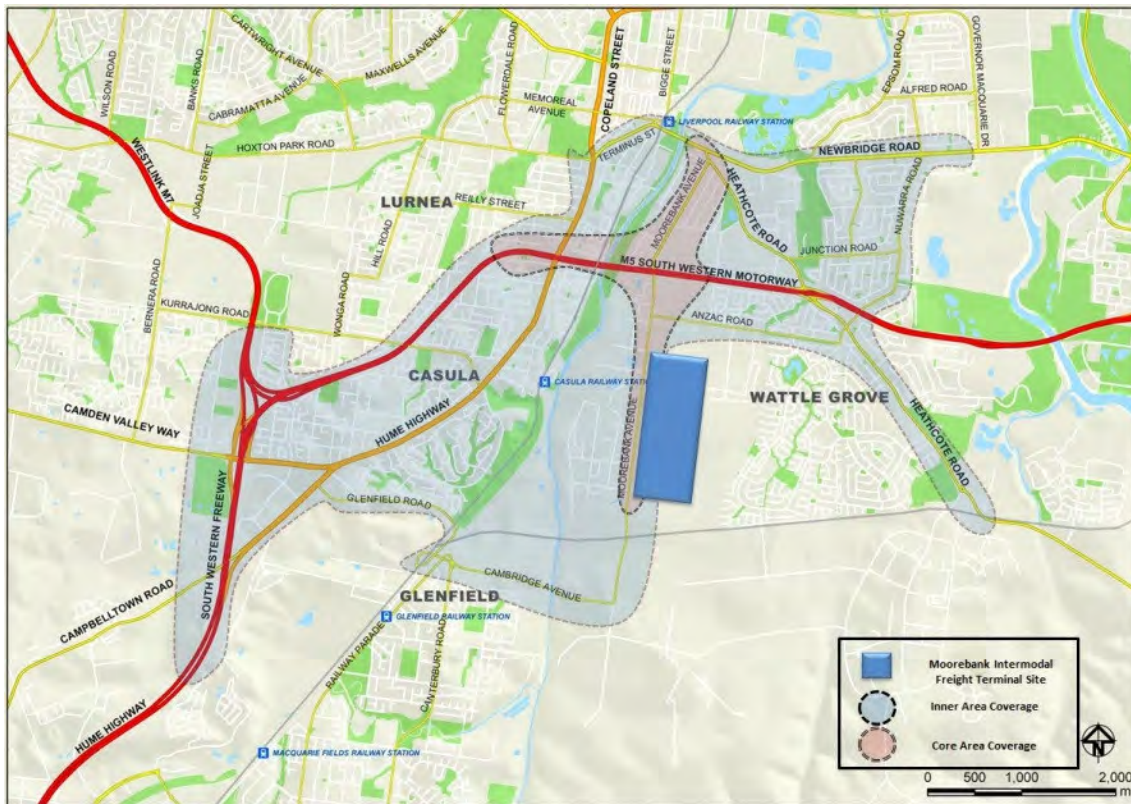 CARTWRIGHT AVENUE
MAXWELLS AVENUE
WILSON ROAD
BANKS ROAD
CABRAMATTA AVENUE
FLOWERDALE ROAD
MEMOREAL
AVENUE
COPELAND STREET
BIGGE STREET
EPSOM ROAD
GOVERNOR MACQUARIE DR
ALFRED ROAD
LIVERPOOL RAILWAY STATION
HOXTON PARK ROAD
TERMINUS ST
NEWBRIDGE ROAD
WESTLINK M7
JOADJA STREET
LURNEA
REILLY STREET
HILL ROAD
MOOREBANK AVENUE
HEATHCOTE ROAD
NUWARRA ROAD
JUNCTION ROAD
M5 SOUTH WESTERN MOTORWAY
BERNERA ROAD
KURRAJONG ROAD
WONGA ROAD
ANZAC ROAD
CASULA
CASULA RAILWAY STATI
WATTLE GROVE
CAMDEN VALLEY WAY
HUME HIGHWAY
MOOREBANK AVENUE
HEATHCOTE ROAD
GLENFIELD ROAD
SOUTH WESTERN FREEWAY
CAMBRIDGE AVENUE
GLENFIELD
CAMPBELLTOWN ROAD
GLENFIELD RAILWAY STATION
RAILWAY PARADE
CANTERBURY ROAD
HUME HIGHWAY
MACQUARIE FIELDS RAILWAY STATION
Moorebank Intermodal
Freight Terminal Site
Inner Area Coverage
Core Area Coverage
N
0 500 1,000 2,000
m